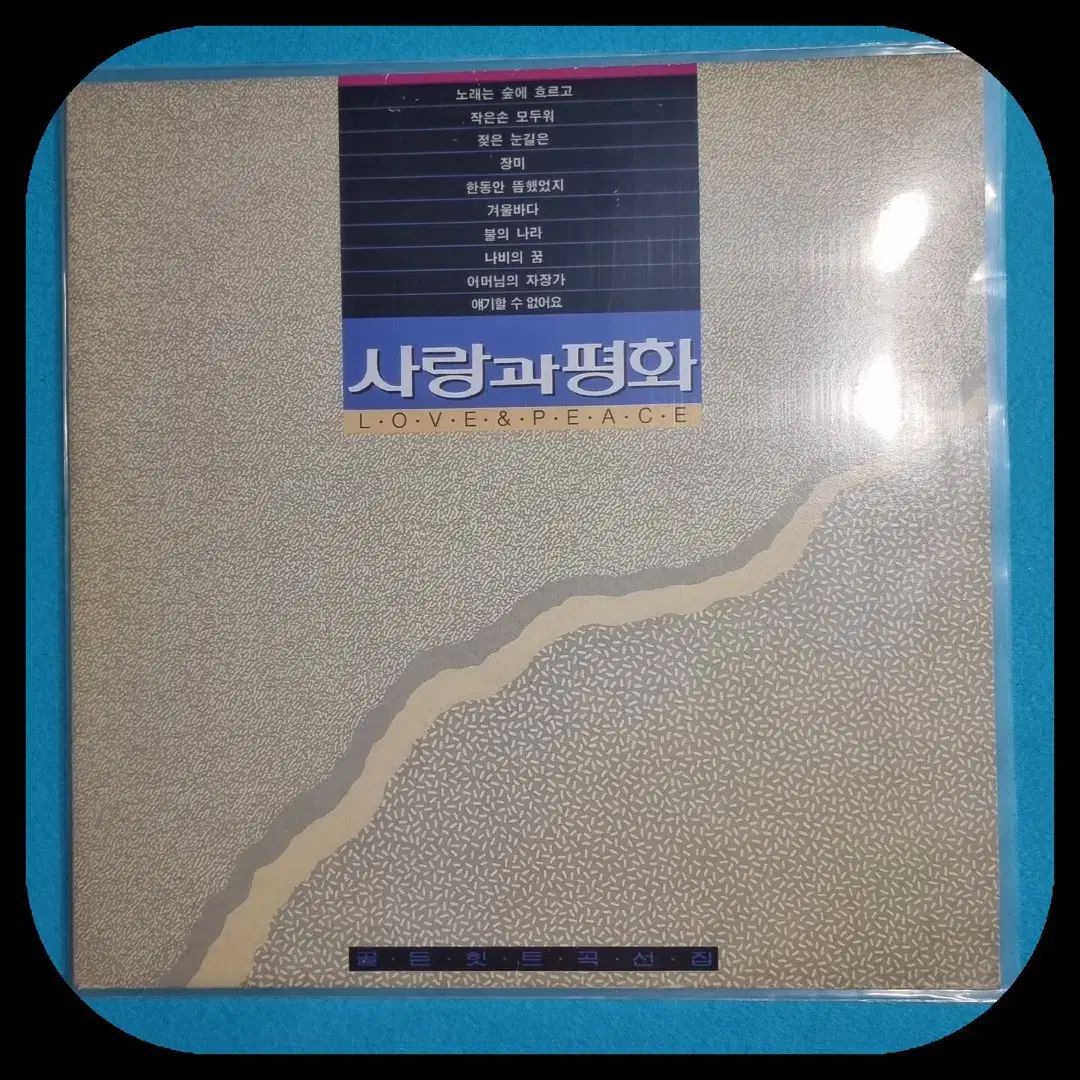 노래는 숲에 흐르고
작은손 모두워
젖은 눈길은
장미
한동안 뜸했었지
겨울바다
불의 나라
나비의 꿈
어머님의 자장가
얘기할 수 없어요
사랑과평화
L·O·V·E·&·P·E·A·C·E
골·든·힛·트·곡·선·집